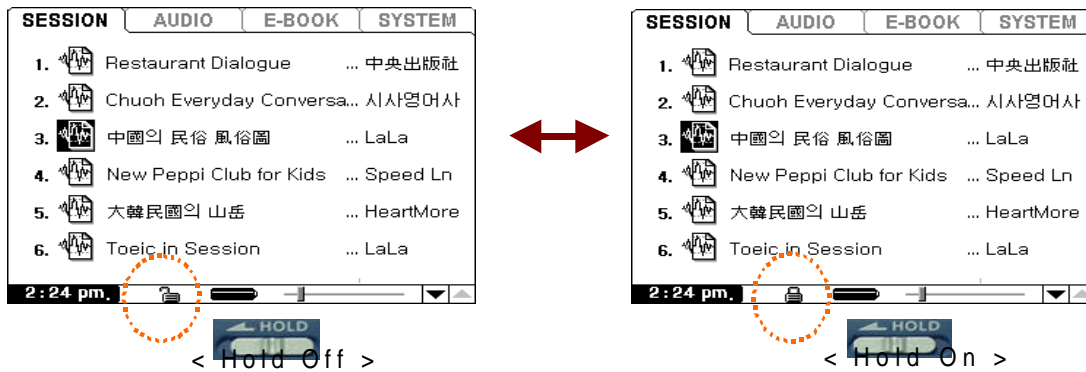 SESSION AUDIO E-BOOK SYSTEM
1. Restaurant Dialogue ... 中央出版社
2. Chuoh Everyday Conversa... 시사영어사
3. 中國의 民俗 風俗圖 ... LaLa
4. New Peppi Club for Kids ... Speed Ln
5. 大韓民國의 山岳 ... HeartMore
6. Toeic in Session ... LaLa
2:24 pm.
HOLD
< Hold Off >
SESSION AUDIO E-BOOK SYSTEM
1. Restaurant Dialogue ... 中央出版社
2. Chuoh Everyday Conversa... 시사영어사
3. 中國의 民俗 風俗圖 ... LaLa
4. New Peppi Club for Kids ... Speed Ln
5. 大韓民國의 山岳 ... HeartMore
6. Toeic in Session ... LaLa
2:24 pm.
HOLD
< Hold On >